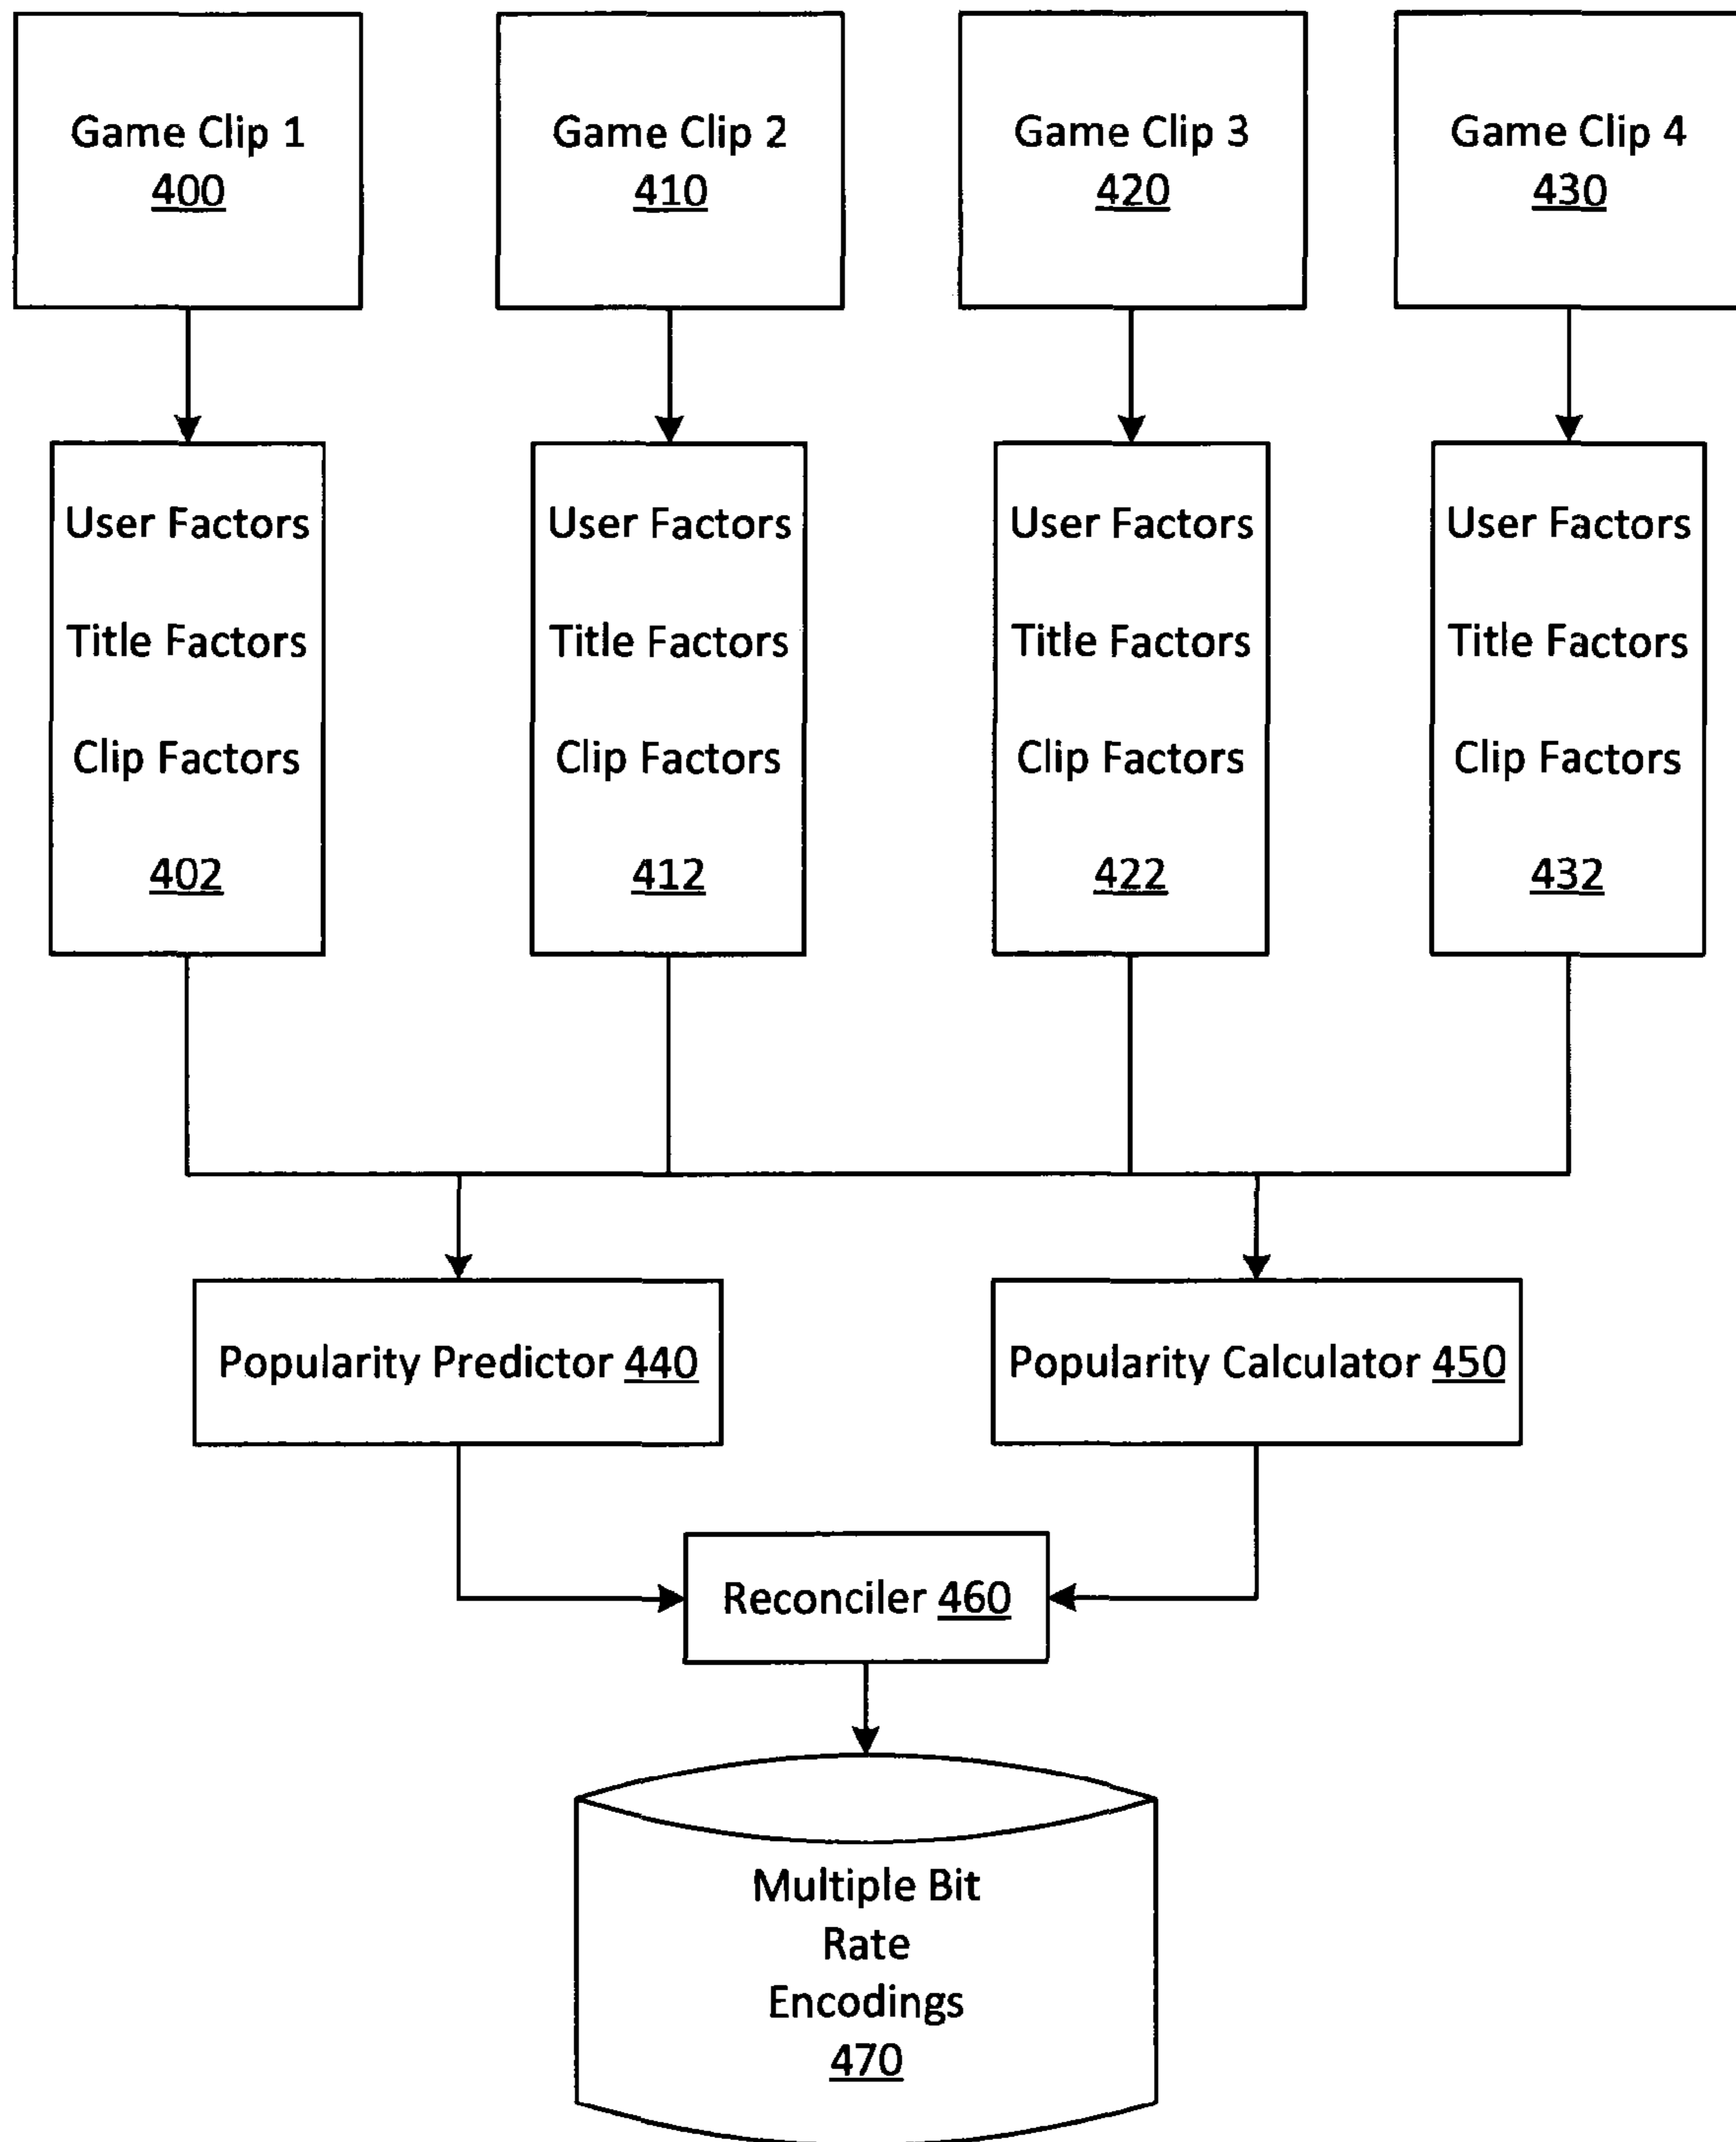 Game Clip 1
400
Game Clip 2
410
Game Clip 3
420
Game Clip 4
430
User Factors
Title Factors
Clip Factors
402
User Factors
Title Factors
Clip Factors
412
User Factors
Title Factors
Clip Factors
422
User Factors
Title Factors
Clip Factors
432
Popularity Predictor 440
Popularity Calculator 450
Reconciler 460
Multiple Bit
Rate
Encodings
470